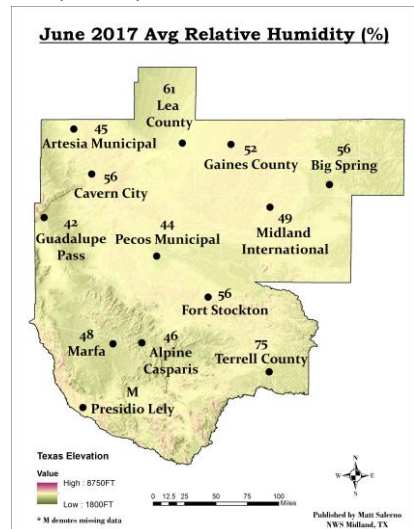 June 2017 Avg Relative Humidity (%)
61
Lea
County
45
Artesia Municipal
52
Gaines County
56
Big Spring
56
Cavern City
42
Guadalupe
Pass
44
Pecos Municipal
49
Midland
International
56
Fort Stockton
48
Marfa
46
Alpine
Casparis
75
Terrell County
M
Presidio Lely
Texas Elevation
Value
High : 8750FT
Low : 1800FT
* M denotes missing data
0 12.5 25 50 75 100
Miles
N
W E
S
Published by Matt Salerno
NWS Midland, TX